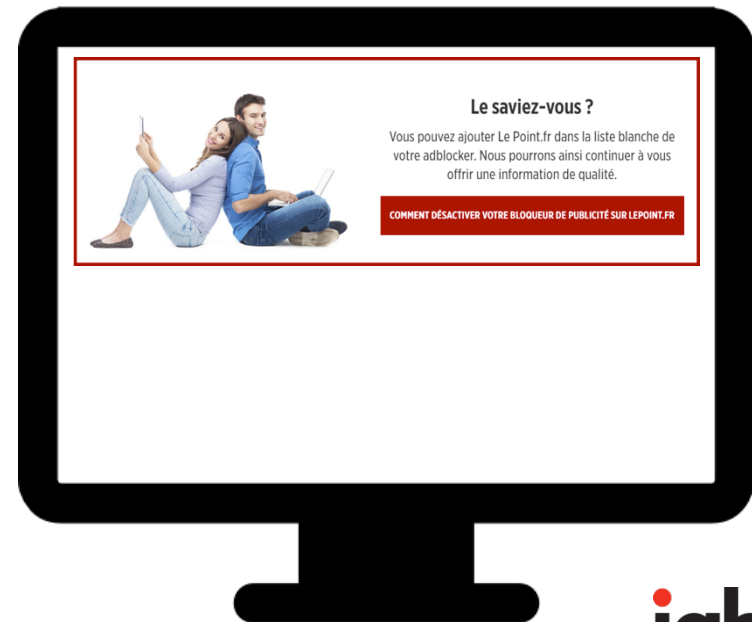 Le saviez-vous ?
Vous pouvez ajouter Le Point.fr dans la liste blanche de
votre adblocker. Nous pourrons ainsi continuer à vous
offrir une information de qualité.
COMMENT DÉSACTIVER VOTRE BLOQUEUR DE PUBLICITÉ SUR LEPOINT.FR